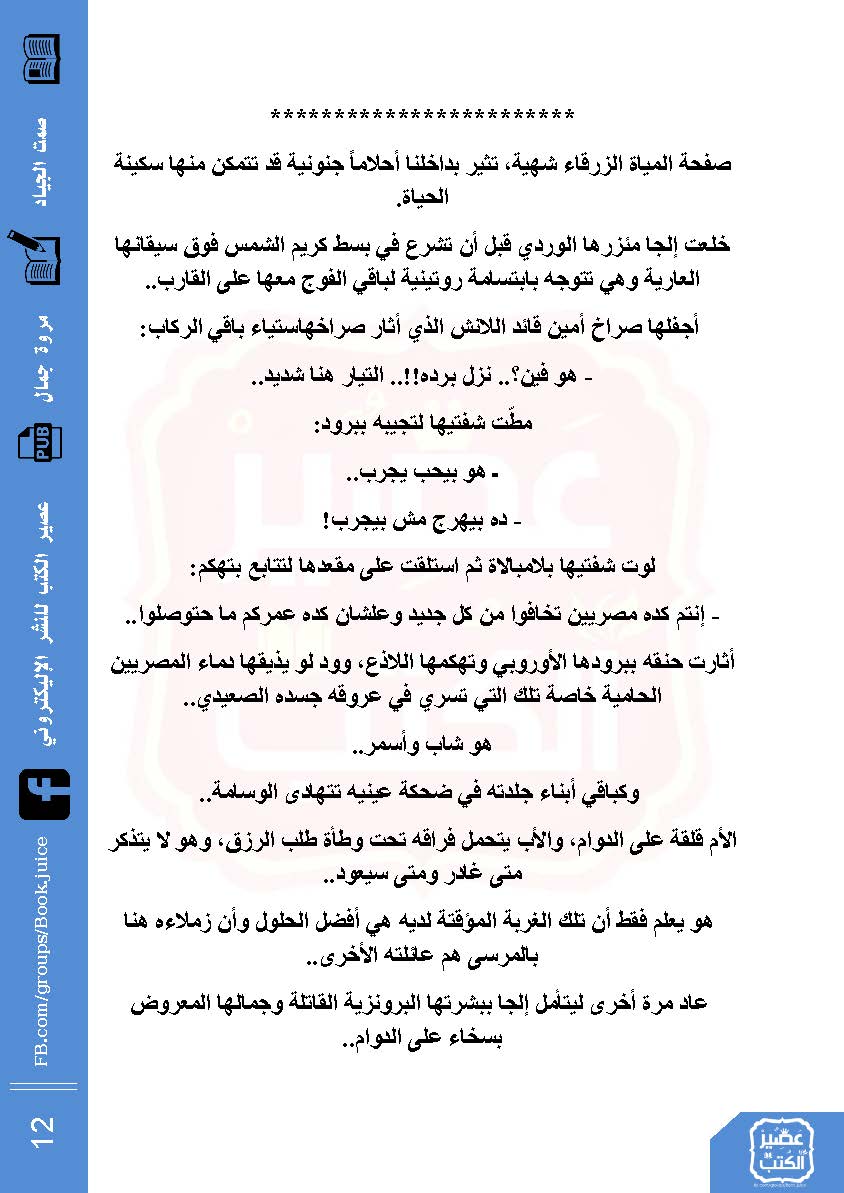 ************************
صفحة المياة الزرقاء شهية، تثير بداخلنا أحلاماً جنونية قد تتمكن منها سكينة
الحياة.
خلعت إلجا مئزرها الوردي قبل أن تشرع في بسط كريم الشمس فوق سيقانها
العارية وهي تتوجه بابتسامة روتينية لباقي الفوج معها على القارب..
أجفلها صراخ أمين قائد اللانش الذي أثار صراخهاستياء باقي الركاب:
- هو فين؟.. نزل برده!!.. التيار هنا شديد..
مطّت شفتيها لتجيبه ببرود:
- هو بيحب يجرب..
- ده بيهرج مش بيجرب!
لوت شفتيها بلامبالاة ثم استلقت على مقعدها لتتابع بتهكم:
- إنتم كده مصريين تخافوا من كل جديد وعلشان كده عمركم ما حتوصلوا..
أثارت حنقه ببرودها الأوروبي وتهكمها اللاذع، وود لو يذيقها دماء المصريين
الحامية خاصة تلك التي تسري في عروقه جسده الصعيدي..
هو شاب وأسمر..
وكباقي أبناء جلدته في ضحكة عينيه تتهادى الوسامة..
الأم قلقة على الدوام، والأب يتحمل فراقه تحت وطأة طلب الرزق، وهو لا يتذكر
متى غادر ومتى سيعود..
هو يعلم فقط أن تلك الغربة المؤقتة لديه هي أفضل الحلول وأن زملاءه هنا
بالمرسى هم عائلته الأخرى..
عاد مرة أخرى ليتأمل إلجا ببشرتها البرونزية القاتلة وجمالها المعروض
بسخاء على الدوام..
صمت الجياد
مروة جمال
PUB
عصير الكتب للنشر الإليكتروني
FB.com/groups/Book.juice
12
عصير
الكتب